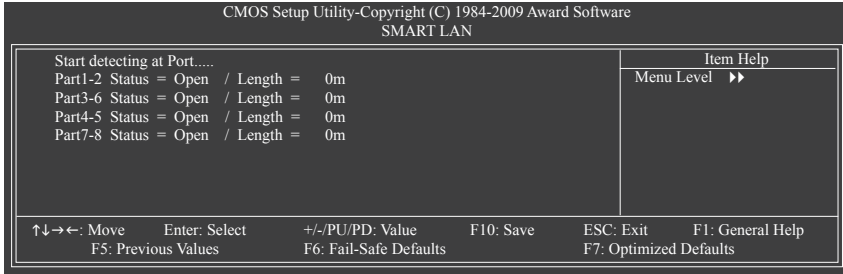 CMOS Setup Utility-Copyright (C) 1984-2009 Award Software
SMART LAN
Start detecting at Port.....
Part1-2 Status = Open / Length = 0m
Part3-6 Status = Open / Length = 0m
Part4-5 Status = Open / Length = 0m
Part7-8 Status = Open / Length = 0m
Item Help
Menu Level ▶▶
↑↓→←: Move Enter: Select +/-/PU/PD: Value F10: Save ESC: Exit F1: General Help
F5: Previous Values F6: Fail-Safe Defaults F7: Optimized Defaults